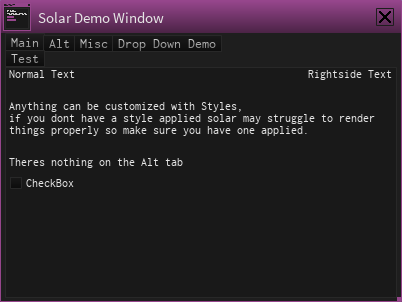 Solar Demo Window
Main Alt Misc Drop Down Demo
Test
Normal Text Rightside Text
Anything can be customized with Styles,
if you dont have a style applied solar may struggle to render
things properly so make sure you have one applied.
Theres nothing on the Alt tab
CheckBox